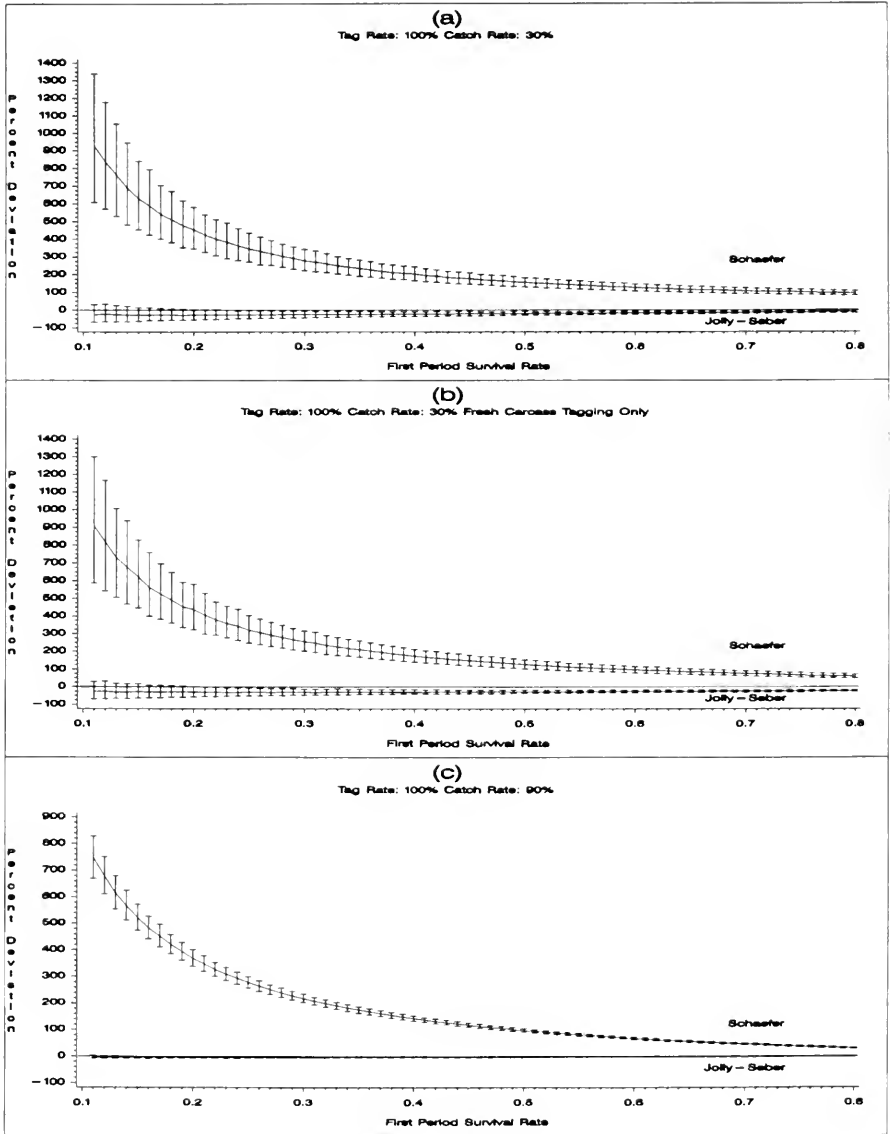 (a)
Tag Rate: 100% Catch Rate: 30%
Percent Deviation
1400
1300
1200
1100
1000
900
800
700
600
500
400
300
200
100
0
-100
Schaefer
Jolly-Seber
0.1 0.2 0.3 0.4 0.5 0.6 0.7 0.8
First Period Survival Rate
(b)
Tag Rate: 100% Catch Rate: 30% Fresh Carcass Tagging Only
Percent Deviation
1400
1300
1200
1100
1000
900
800
700
600
500
400
300
200
100
0
-100
Schaefer
Jolly-Seber
0.1 0.2 0.3 0.4 0.5 0.6 0.7 0.8
First Period Survival Rate
(c)
Tag Rate: 100% Catch Rate: 90%
Percent Deviation
900
800
700
600
500
400
300
200
100
0
-100
Schaefer
Jolly-Seber
0.1 0.2 0.3 0.4 0.5 0.6 0.7 0.8
First Period Survival Rate